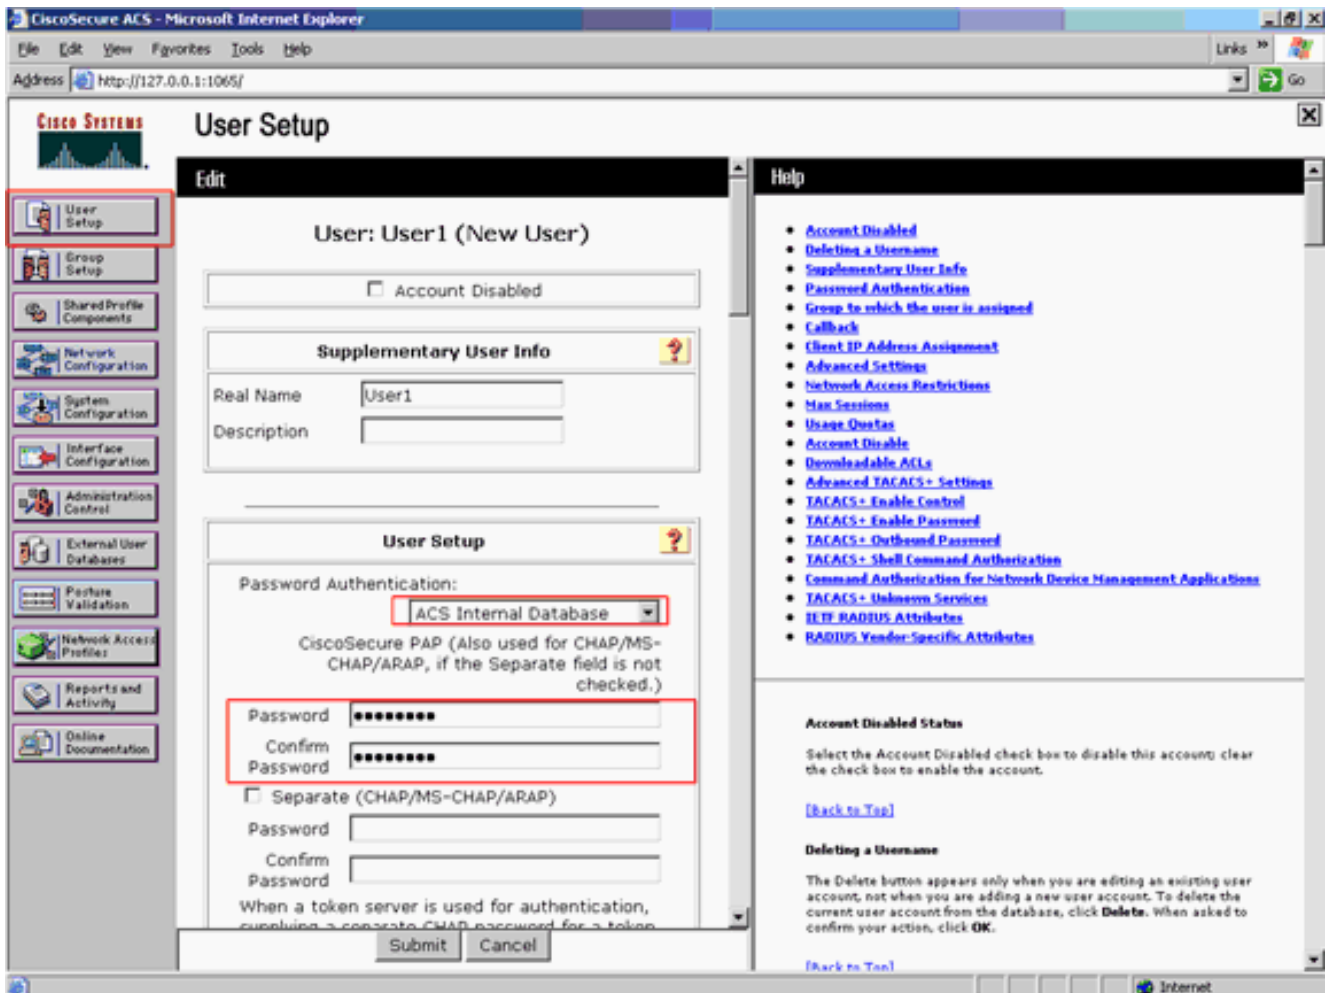 CiscoSecure ACS - Microsoft Internet Explorer
File Edit View Favorites Tools Help
Links »
Address http://127.0.0.1:1065/
Go
CISCO SYSTEMS
User Setup
User Setup
Group Setup
Shared Profile Components
Network Configuration
System Configuration
Interface Configuration
Administration Control
External User Databases
Posture Validation
Network Access Profiles
Reports and Activity
Online Documentation
Edit
User: User1 (New User)
Account Disabled
Supplementary User Info
Real Name User1
Description
User Setup
Password Authentication:
ACS Internal Database
CiscoSecure PAP (Also used for CHAP/MS-
CHAP/ARAP, if the Separate field is not
checked.)
Password ••••••••
Confirm Password ••••••••
Separate (CHAP/MS-CHAP/ARAP)
Password
Confirm Password
When a token server is used for authentication,
supplying a separate CHAP password for a token
Submit Cancel
Help
Account Disabled
Deleting a Username
Supplementary User Info
Password Authentication
Group to which the user is assigned
Callback
Client IP Address Assignment
Advanced Settings
Network Access Restrictions
Max Sessions
Usage Quotas
Account Disable
Downloadable ACLs
Advanced TACACS+ Settings
TACACS+ Enable Control
TACACS+ Enable Password
TACACS+ Outbound Password
TACACS+ Shell Command Authorization
Command Authorization for Network Device Management Applications
TACACS+ Unknown Services
IETF RADIUS Attributes
RADIUS Vendor-Specific Attributes
Account Disabled Status
Select the Account Disabled check box to disable this account; clear
the check box to enable the account.
[Back to Top]
Deleting a Username
The Delete button appears only when you are editing an existing user
account, not when you are adding a new user account. To delete the
current user account from the database, click Delete. When asked to
confirm your action, click OK.
[Back to Top]
Internet